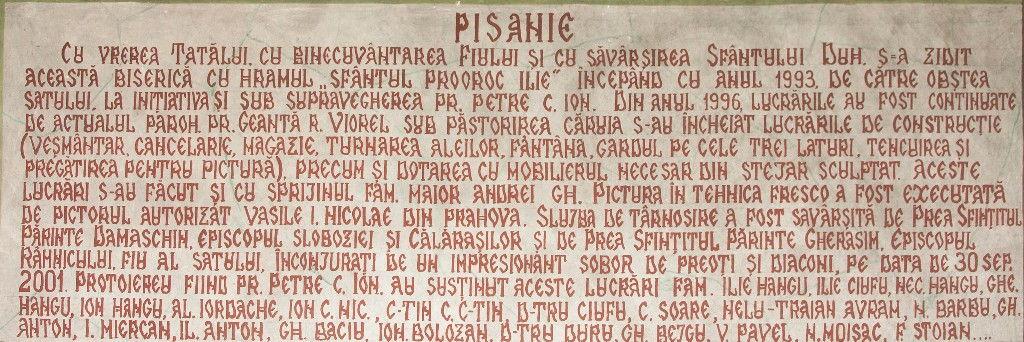 PISANIE
CU VREREA TATĂLUI, CU BINECUVÂNTAREA FIULUI ȘI CU SĂVÂRȘIREA SFÂNTULUI DUH, S-A ZIDIT
ACEASTĂ BISERICĂ CU HRAMUL „SFÂNTUL PROOROC ILIE” ÎNCEPÂND CU ANUL 1993, DE CĂTRE OBȘTEA
SATULUI, LA INIȚIATIVA ȘI SUB SUPRAVEGHEREA PR. PETRE C. ION. DIN ANUL 1996, LUCRĂRILE AU FOST CONTINUATE
DE ACTUALUL PĂROH, PR. GEANTĂ R. VIOREL SUB PĂSTORIREA CĂRUIA S-AU ÎNCHEIAT LUCRĂRILE DE CONSTRUCȚIE
(VEȘMÂNTAR, CANCELARIE, MAGAZIE, TURNAREA ALEILOR, FÂNTÂNA, GARDUL PE CELE TREI LATURI, TENCUIREA ȘI
PREGĂTIREA PENTRU PICTURĂ), PRECUM ȘI DOTAREA CU MOBILIERUL NECESAR DIN STEJAR SCULPTAT. ACESTE
LUCRĂRI S-AU FĂCUT ȘI CU SPRIJINUL FAM. MAIOR ANDREI GH. PICTURA ÎN TEHNICA FRESCO A FOST EXECUTATĂ
DE PICTORUL AUTORIZAT VASILE I. NICOLAE DIN PRAHOVA. SLUJBA DE TÂRNOSIRE A FOST SAVÂRȘITĂ DE PREA SFINȚITUL
PĂRINTE DAMASCHIN, EPISCOPUL SLOBOZIEI ȘI CĂLĂRAȘILOR ȘI DE PREA SFINȚITUL PĂRINTE GHERASIM, EPISCOPUL
RÂMNICULUI, FIU AL SATULUI, ÎNCONJURAȚI DE UN IMPRESIONANT SOBOR DE PREOȚI ȘI DIACONI, PE DATA DE 30 SEP.
2001. PROTOIEREU FIIND PR. PETRE C. ION. AU SUSȚINUT ACESTE LUCRĂRI FAM. ILIE HANGU, ILIE CIUFU, NEC. HANGU, GHE.
HANGU, ION HANGU, AL. IORDACHE, ION C. NIC., C-TIN C. C-TIN, D-TRU CIUFU, C. SOARE, NELU-TRAIAN AVRAM, N. BARBU, GH.
ANTON, I. MIERCAN, IL. ANTON, GH. BACIU, ION BOLOZAN, D-TRU DURU, GH. BEJGU, V. PAVEL, N. MOISAC, F. STOIAN....